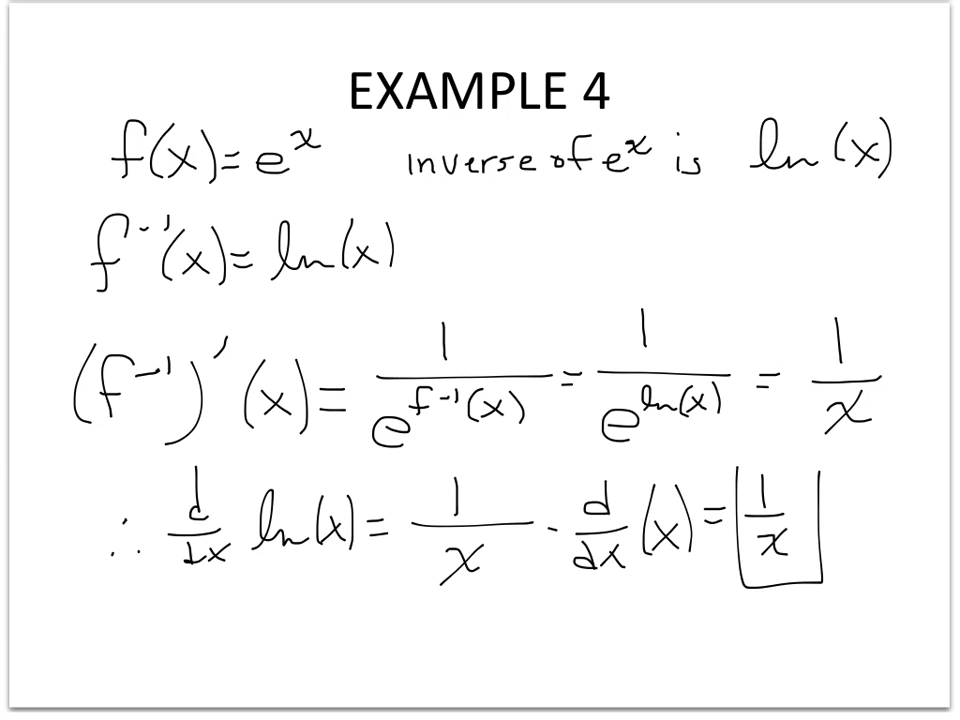 EXAMPLE 4
f(x)=e^x inverse of e^x is ln(x)
f^-1(x)=ln(x)
(f^-1)'(x)= 1/e^(f^-1(x)) = 1/e^(ln(x)) = 1/x
∴ d/dx ln(x)= 1/x · d/dx (x)= 1/x